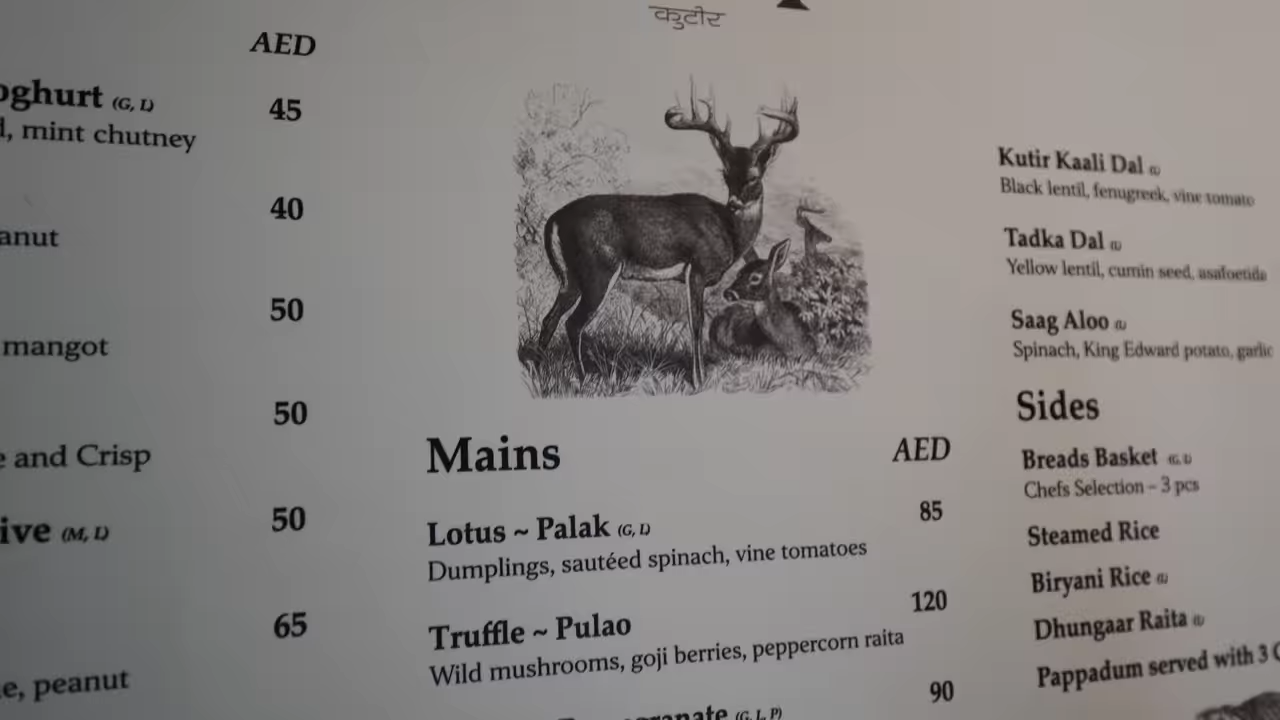 कुटीर
AED
oghurt (G, L) 45
d, mint chutney
40
anut
50
mangot
50
e and Crisp
50
ive (M, L)
65
e, peanut
Mains AED
Lotus ~ Palak (G, L) 85
Dumplings, sautéed spinach, vine tomatoes
Truffle ~ Pulao 120
Wild mushrooms, goji berries, peppercorn raita
90
(G, L, P)
Kutir Kaali Dal (L)
Black lentil, fenugreek, vine tomato
Tadka Dal (L)
Yellow lentil, cumin seed, asafoetida
Saag Aloo (L)
Spinach, King Edward potato, garlic
Sides
Breads Basket (G, L)
Chefs Selection – 3 pcs
Steamed Rice
Biryani Rice (L)
Dhungaar Raita (L)
Pappadum served with 3